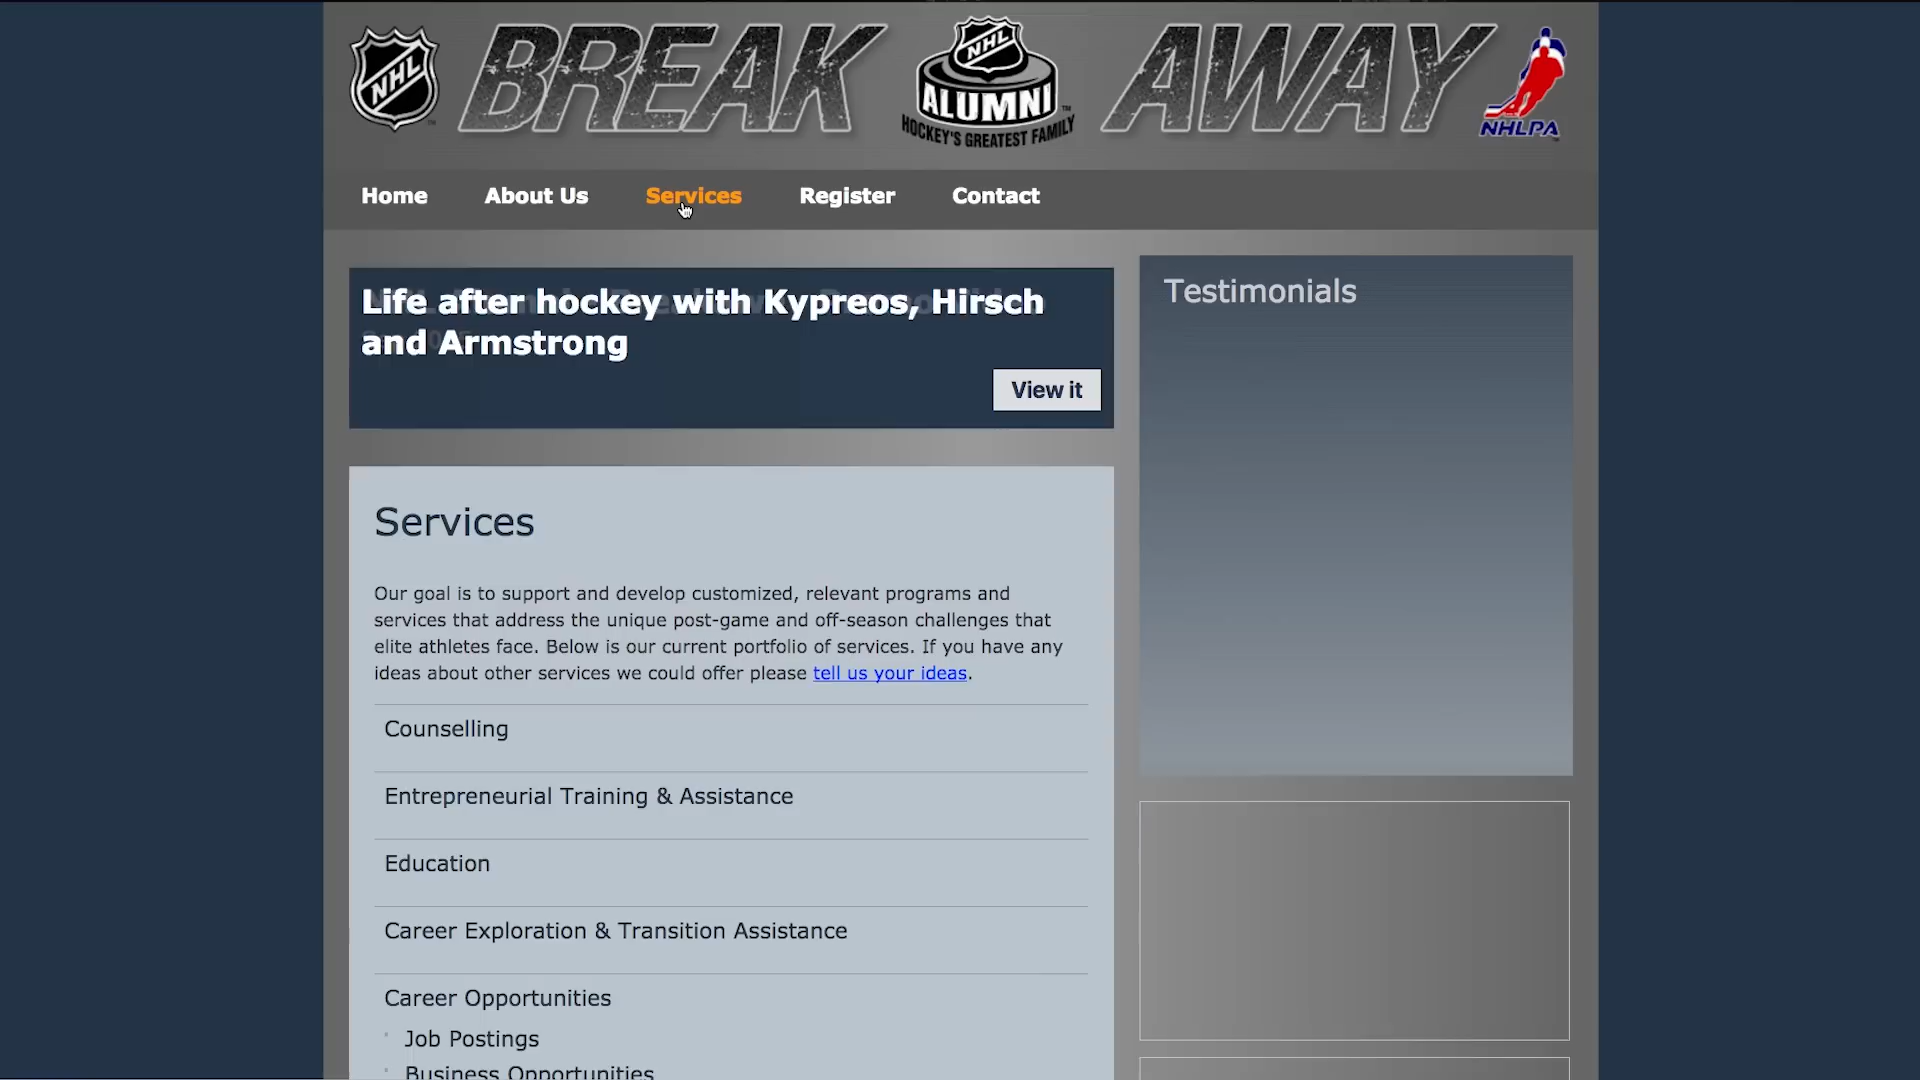 NHL
BREAK
NHL
ALUMNI
HOCKEY'S GREATEST FAMILY
AWAY
NHLPA
Home
About Us
Services
Register
Contact
Life after hockey with Kypreos, Hirsch
and Armstrong
View it
Testimonials
Services
Our goal is to support and develop customized, relevant programs and
services that address the unique post-game and off-season challenges that
elite athletes face. Below is our current portfolio of services. If you have any
ideas about other services we could offer please tell us your ideas.
Counselling
Entrepreneurial Training & Assistance
Education
Career Exploration & Transition Assistance
Career Opportunities
Job Postings
Business Opportunities